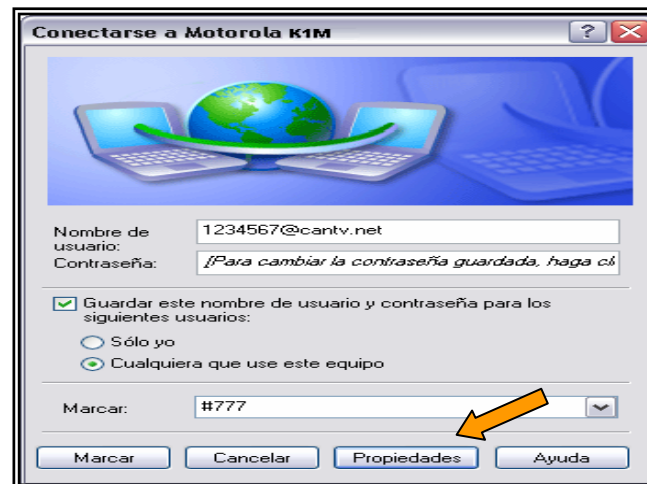 Conectarse a Motorola K1M
Nombre de
usuario:
1234567@cantv.net
Contraseña:
[Para cambiar la contraseña guardada, haga cli
Guardar este nombre de usuario y contraseña para los
siguientes usuarios:
Sólo yo
Cualquiera que use este equipo
Marcar:
#777
Marcar
Cancelar
Propiedades
Ayuda